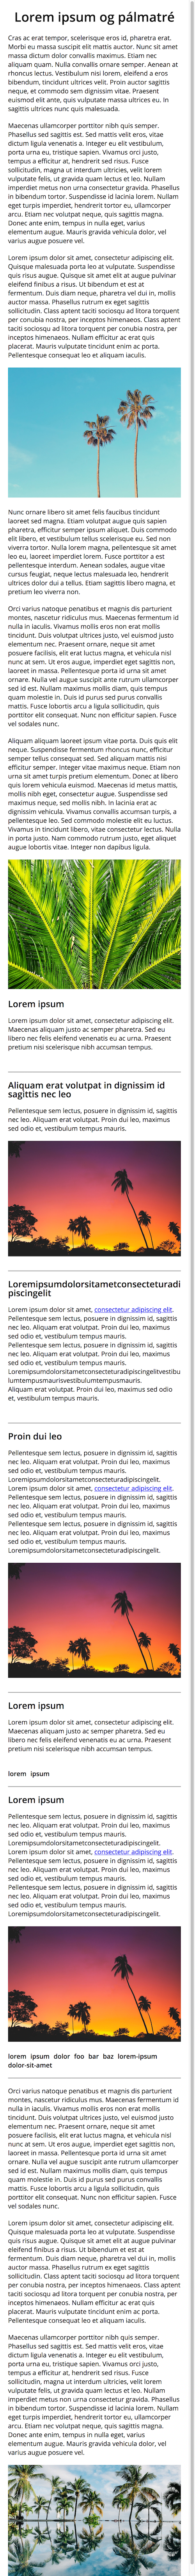 Lorem ipsum og pálmatré
Cras ac erat tempor, scelerisque eros id, pharetra erat.
Morbi eu massa suscipit elit mattis auctor. Nunc sit amet
massa dictum dolor convallis maximus. Etiam nec
aliquam quam. Nulla convallis ornare semper. Aenean at
rhoncus lectus. Vestibulum nisl lorem, eleifend a eros
bibendum, tincidunt ultrices velit. Proin auctor sagittis
neque, et commodo sem dignissim vitae. Praesent
euismod elit ante, quis vulputate massa ultrices eu. In
sagittis ultrices nunc quis malesuada.
Maecenas ullamcorper porttitor nibh quis semper.
Phasellus sed sagittis est. Sed mattis velit eros, vitae
dictum ligula venenatis a. Integer eu elit vestibulum,
porta urna eu, tristique sapien. Vivamus orci justo,
tempus a efficitur at, hendrerit sed risus. Fusce
sollicitudin, magna ut interdum ultricies, velit lorem
vulputate felis, ut gravida quam lectus et leo. Nullam
imperdiet metus non urna consectetur gravida. Phasellus
in bibendum tortor. Suspendisse id lacinia lorem. Nullam
eget turpis imperdiet, hendrerit tortor eu, ullamcorper
arcu. Etiam nec volutpat neque, quis sagittis magna.
Donec ante enim, tempus in nulla eget, varius
elementum augue. Mauris gravida vehicula dolor, vel
varius augue posuere vel.
Lorem ipsum dolor sit amet, consectetur adipiscing elit.
Quisque malesuada porta leo at vulputate. Suspendisse
quis risus augue. Quisque sit amet elit at augue pulvinar
eleifend finibus a risus. Ut bibendum et est at
fermentum. Duis diam neque, pharetra vel dui in, mollis
auctor massa. Phasellus rutrum ex eget sagittis
sollicitudin. Class aptent taciti sociosqu ad litora torquent
per conubia nostra, per inceptos himenaeos. Class aptent
taciti sociosqu ad litora torquent per conubia nostra, per
inceptos himenaeos. Nullam efficitur ac erat quis
placerat. Mauris vulputate tincidunt enim ac porta.
Pellentesque consequat leo et aliquam iaculis.
Nunc ornare libero sit amet felis faucibus tincidunt
laoreet sed magna. Etiam volutpat augue quis sapien
pharetra, efficitur semper ipsum aliquet. Duis commodo
elit libero, et vestibulum tellus scelerisque eu. Sed non
viverra tortor. Nulla lorem magna, pellentesque sit amet
leo eu, laoreet imperdiet lorem. Fusce porttitor a est
pellentesque interdum. Aenean sodales, augue vitae
cursus feugiat, neque lectus malesuada leo, hendrerit
ultrices dolor dui a tellus. Etiam sagittis libero magna, et
pretium leo viverra non.
Orci varius natoque penatibus et magnis dis parturient
montes, nascetur ridiculus mus. Maecenas fermentum id
nulla in iaculis. Vivamus mollis eros non erat mollis
tincidunt. Duis volutpat ultrices justo, vel euismod justo
elementum nec. Praesent ornare, neque sit amet
posuere facilisis, elit erat luctus magna, et vehicula nisl
nunc at sem. Ut eros augue, imperdiet eget sagittis non,
laoreet in massa. Pellentesque porta id urna sit amet
ornare. Nulla vel augue suscipit ante rutrum ullamcorper
sed id est. Nullam maximus mollis diam, quis tempus
quam molestie in. Duis id purus sed purus convallis
mattis. Fusce lobortis arcu a ligula sollicitudin, quis
porttitor elit consequat. Nunc non efficitur sapien. Fusce
vel sodales nunc.
Aliquam aliquam laoreet ipsum vitae porta. Duis quis elit
neque. Suspendisse fermentum rhoncus nunc, efficitur
semper tellus consequat sed. Sed aliquam mattis nisi
efficitur semper. Integer vitae maximus neque. Etiam non
urna sit amet turpis pretium elementum. Donec at libero
quis lorem vehicula euismod. Maecenas id metus mattis,
mollis nibh eget, consectetur augue. Suspendisse sed
maximus neque, sed mollis nibh. In lacinia erat ac
dignissim vehicula. Vivamus convallis accumsan turpis, a
pellentesque leo. Sed commodo molestie elit eu luctus.
Vivamus in tincidunt libero, vitae consectetur lectus. Nulla
in porta justo. Nam commodo rutrum justo, eget aliquet
augue lobortis vitae. Integer non dapibus ligula.
Lorem ipsum
Lorem ipsum dolor sit amet, consectetur adipiscing elit.
Maecenas aliquam justo ac semper pharetra. Sed eu
libero nec felis eleifend venenatis eu ac urna. Praesent
pretium nisi scelerisque nibh accumsan tempus.
Aliquam erat volutpat in dignissim id
sagittis nec leo
Pellentesque sem lectus, posuere in dignissim id, sagittis
nec leo. Aliquam erat volutpat. Proin dui leo, maximus
sed odio et, vestibulum tempus mauris.
Loremipsumdolorsitametconsecteturadi
piscingelit
Lorem ipsum dolor sit amet, consectetur adipiscing elit.
Pellentesque sem lectus, posuere in dignissim id, sagittis
nec leo. Aliquam erat volutpat. Proin dui leo, maximus
sed odio et, vestibulum tempus mauris.
Pellentesque sem lectus, posuere in dignissim id, sagittis
nec leo. Aliquam erat volutpat. Proin dui leo, maximus
sed odio et, vestibulum tempus mauris.
Loremipsumdolorsitametconsecteturadipiscingelitvestibu
lumtempusmaurisvestibulumtempusmauris.
Aliquam erat volutpat. Proin dui leo, maximus sed odio
et, vestibulum tempus mauris.
Proin dui leo
Pellentesque sem lectus, posuere in dignissim id, sagittis
nec leo. Aliquam erat volutpat. Proin dui leo, maximus
sed odio et, vestibulum tempus mauris.
Loremipsumdolorsitametconsecteturadipiscingelit.
Lorem ipsum dolor sit amet, consectetur adipiscing elit.
Pellentesque sem lectus, posuere in dignissim id, sagittis
nec leo. Aliquam erat volutpat. Proin dui leo, maximus
sed odio et, vestibulum tempus mauris.
Pellentesque sem lectus, posuere in dignissim id, sagittis
nec leo. Aliquam erat volutpat. Proin dui leo, maximus
sed odio et, vestibulum tempus mauris.
Loremipsumdolorsitametconsecteturadipiscingelit.
Lorem ipsum
Lorem ipsum dolor sit amet, consectetur adipiscing elit.
Maecenas aliquam justo ac semper pharetra. Sed eu
libero nec felis eleifend venenatis eu ac urna. Praesent
pretium nisi scelerisque nibh accumsan tempus.
lorem ipsum
Lorem ipsum
Pellentesque sem lectus, posuere in dignissim id, sagittis
nec leo. Aliquam erat volutpat. Proin dui leo, maximus
sed odio et, vestibulum tempus mauris.
Loremipsumdolorsitametconsecteturadipiscingelit.
Lorem ipsum dolor sit amet, consectetur adipiscing elit.
Pellentesque sem lectus, posuere in dignissim id, sagittis
nec leo. Aliquam erat volutpat. Proin dui leo, maximus
sed odio et, vestibulum tempus mauris.
Pellentesque sem lectus, posuere in dignissim id, sagittis
nec leo. Aliquam erat volutpat. Proin dui leo, maximus
sed odio et, vestibulum tempus mauris.
Loremipsumdolorsitametconsecteturadipiscingelit.
lorem ipsum dolor foo bar baz lorem-ipsum
dolor-sit-amet
Orci varius natoque penatibus et magnis dis parturient
montes, nascetur ridiculus mus. Maecenas fermentum id
nulla in iaculis. Vivamus mollis eros non erat mollis
tincidunt. Duis volutpat ultrices justo, vel euismod justo
elementum nec. Praesent ornare, neque sit amet
posuere facilisis, elit erat luctus magna, et vehicula nisl
nunc at sem. Ut eros augue, imperdiet eget sagittis non,
laoreet in massa. Pellentesque porta id urna sit amet
ornare. Nulla vel augue suscipit ante rutrum ullamcorper
sed id est. Nullam maximus mollis diam, quis tempus
quam molestie in. Duis id purus sed purus convallis
mattis. Fusce lobortis arcu a ligula sollicitudin, quis
porttitor elit consequat. Nunc non efficitur sapien. Fusce
vel sodales nunc.
Lorem ipsum dolor sit amet, consectetur adipiscing elit.
Quisque malesuada porta leo at vulputate. Suspendisse
quis risus augue. Quisque sit amet elit at augue pulvinar
eleifend finibus a risus. Ut bibendum et est at
fermentum. Duis diam neque, pharetra vel dui in, mollis
auctor massa. Phasellus rutrum ex eget sagittis
sollicitudin. Class aptent taciti sociosqu ad litora torquent
per conubia nostra, per inceptos himenaeos. Class aptent
taciti sociosqu ad litora torquent per conubia nostra, per
inceptos himenaeos. Nullam efficitur ac erat quis
placerat. Mauris vulputate tincidunt enim ac porta.
Pellentesque consequat leo et aliquam iaculis.
Maecenas ullamcorper porttitor nibh quis semper.
Phasellus sed sagittis est. Sed mattis velit eros, vitae
dictum ligula venenatis a. Integer eu elit vestibulum,
porta urna eu, tristique sapien. Vivamus orci justo,
tempus a efficitur at, hendrerit sed risus. Fusce
sollicitudin, magna ut interdum ultricies, velit lorem
vulputate felis, ut gravida quam lectus et leo. Nullam
imperdiet metus non urna consectetur gravida. Phasellus
in bibendum tortor. Suspendisse id lacinia lorem. Nullam
eget turpis imperdiet, hendrerit tortor eu, ullamcorper
arcu. Etiam nec volutpat neque, quis sagittis magna.
Donec ante enim, tempus in nulla eget, varius
elementum augue. Mauris gravida vehicula dolor, vel
varius augue posuere vel.